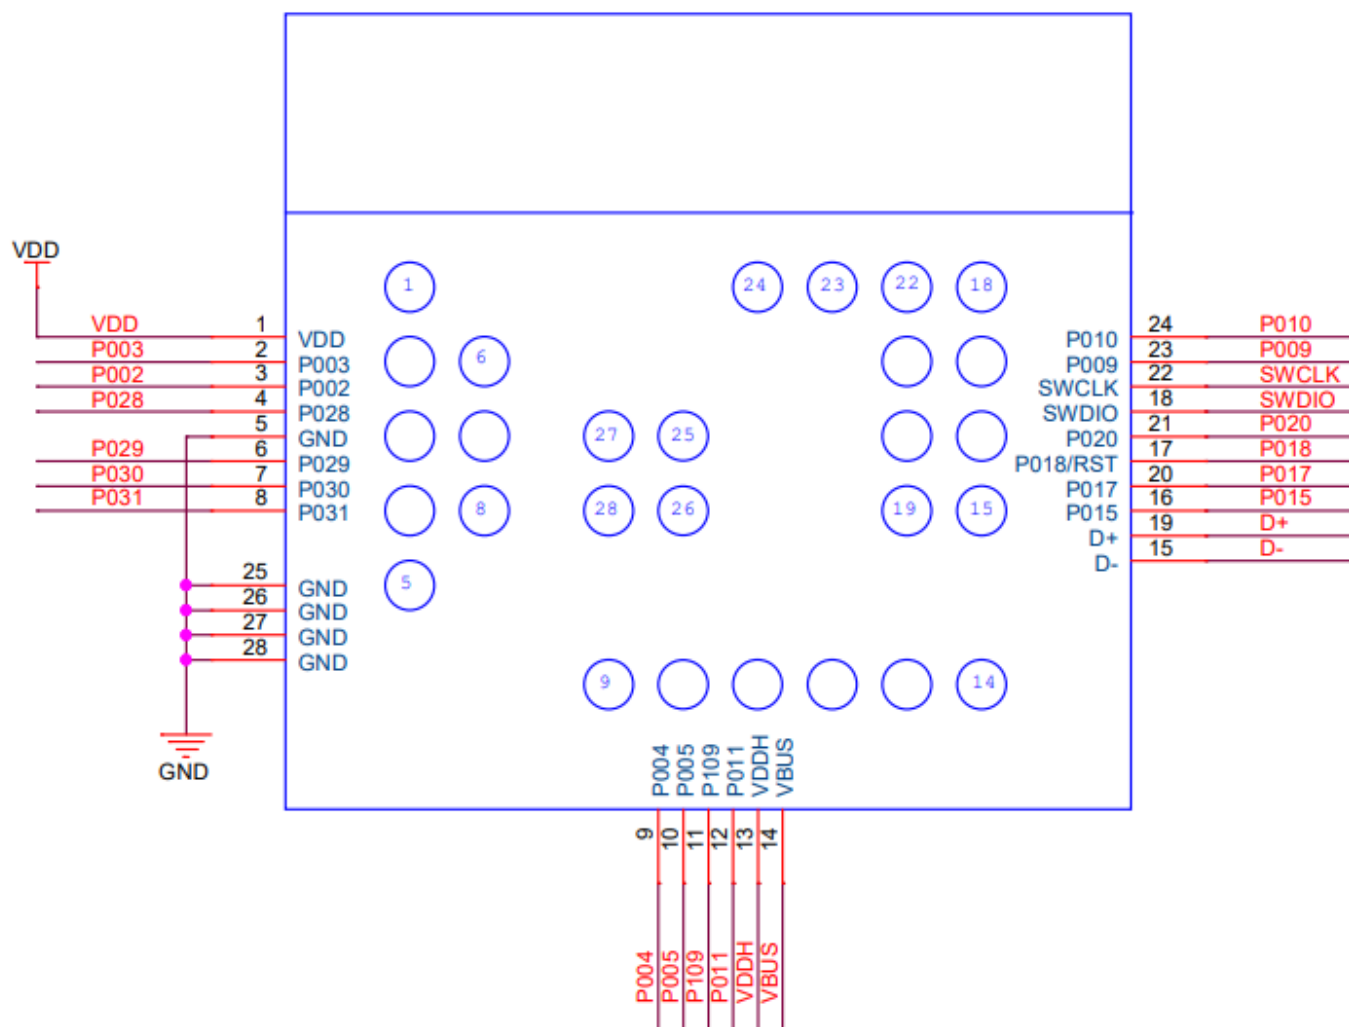 VDD
VDD 1 VDD
P003 2 P003
P002 3 P002
P028 4 P028
5 GND
P029 6 P029
P030 7 P030
P031 8 P031
25 GND
26 GND
27 GND
28 GND
GND
1 24 23 22 18
6
27 25
8 28 26 19 15
5
9 14
P010 24 P010
P009 23 P009
SWCLK 22 SWCLK
SWDIO 18 SWDIO
P020 21 P020
P018/RST 17 P018
P017 20 P017
P015 16 P015
D+ 19 D+
D- 15 D-
P004 9 P004
P005 10 P005
P109 11 P109
P011 12 P011
VDDH 13 VDDH
VBUS 14 VBUS